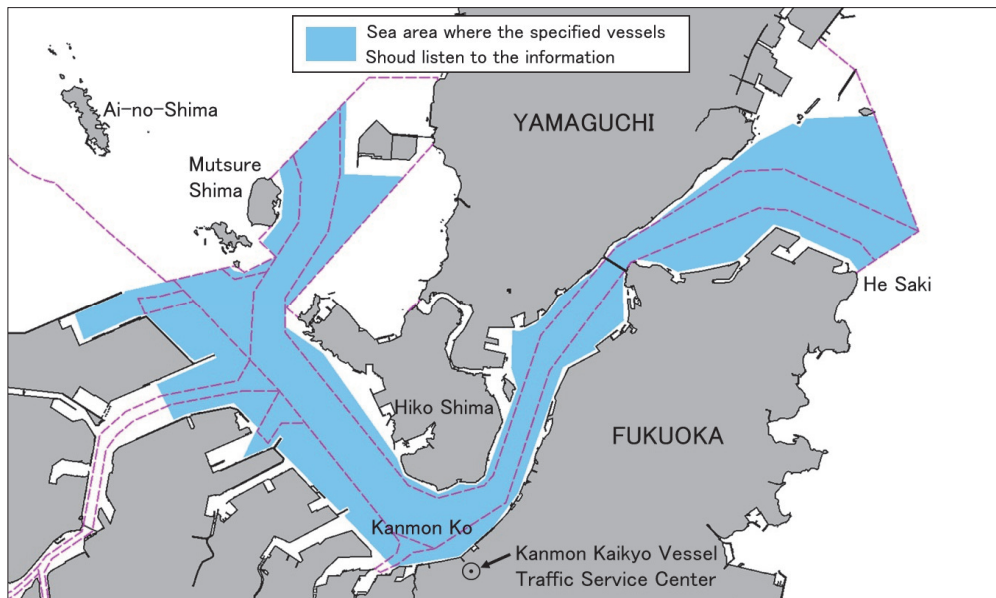 Sea area where the specified vessels
Shoud listen to the information
Ai-no-Shima
YAMAGUCHI
Mutsure
Shima
He Saki
Hiko Shima
FUKUOKA
Kanmon Ko
Kanmon Kaikyo Vessel
Traffic Service Center